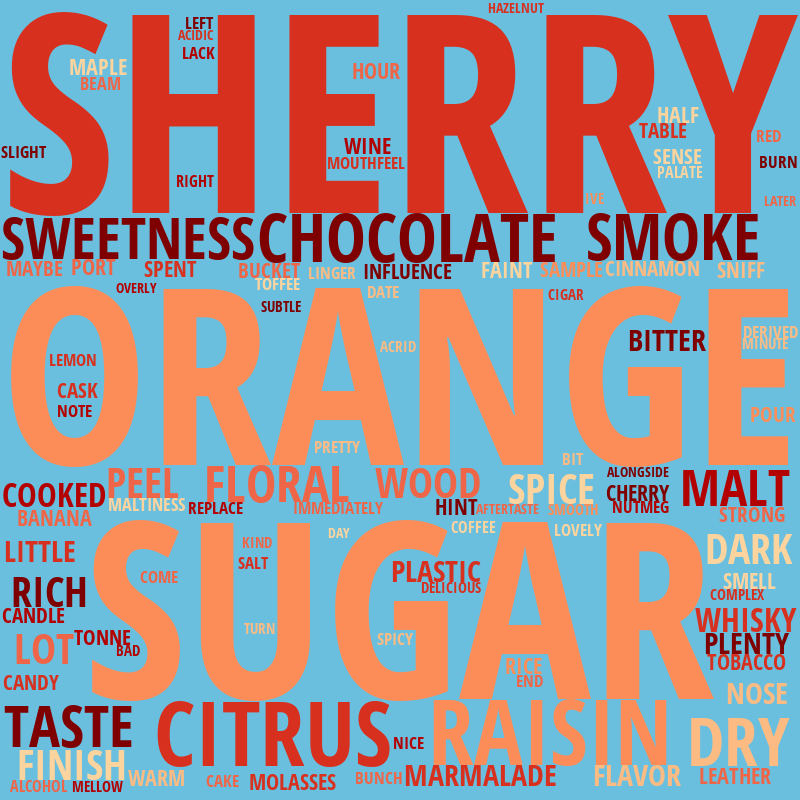 HAZELNUT
SHERRY
LEFT
ACIDIC
LACK
MAPLE
BEAM
HOUR
HALF
TABLE
RED
WINE
MOUTHFEEL
SLIGHT
SENSE
BURN
PALATE
RIGHT
I'VE
LATER
SWEETNESS
CHOCOLATE
SMOKE
MAYBE
PORT
SPENT
BUCKET
LINGER
INFLUENCE
FAINT
SAMPLE
CINNAMON
SNIFF
OVERLY
TOFFEE
DATE
CIGAR
SUBTLE
ORANGE
ACRID
BITTER
DERIVED
MINUTE
LEMON
CASK
NOTE
POUR
PRETTY
BIT
COOKED
PEEL
FLORAL
WOOD
SPICE
ALONGSIDE
CHERRY
MALT
BANANA
MALTINESS
REPLACE
IMMEDIATELY
HINT
AFTERTASTE
SMOOTH
NUTMEG
STRONG
SUGAR
DAY
COFFEE
LOVELY
LITTLE
KIND
DARK
SALT
PLASTIC
COME
DELICIOUS
SMELL
RICH
COMPLEX
CANDLE
WHISKY
LOT
TONNE
BAD
TURN
SPICY
PLENTY
TOBACCO
RICE
END
CANDY
NOSE
TASTE
CITRUS
NICE
RAISIN
DRY
FINISH
ALCOHOL
MELLOW
WARM
CAKE
MOLASSES
BUNCH
MARMALADE
FLAVOR
LEATHER